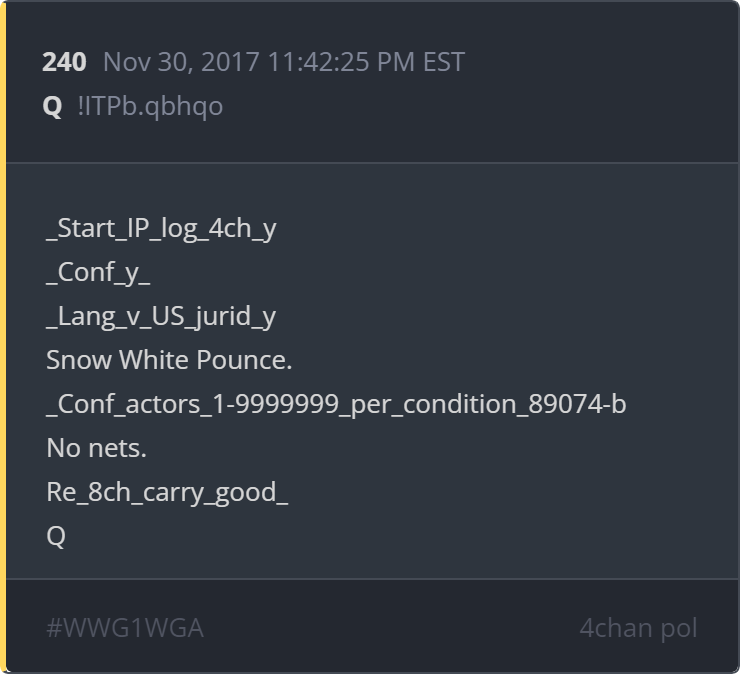 240 Nov 30, 2017 11:42:25 PM EST
Q !ITPb.qbhqo
_Start_IP_log_4ch_y
_Conf_y_
_Lang_v_US_jurid_y
Snow White Pounce.
_Conf_actors_1-9999999_per_condition_89074-b
No nets.
Re_8ch_carry_good_
Q
#WWG1WGA 4chan pol